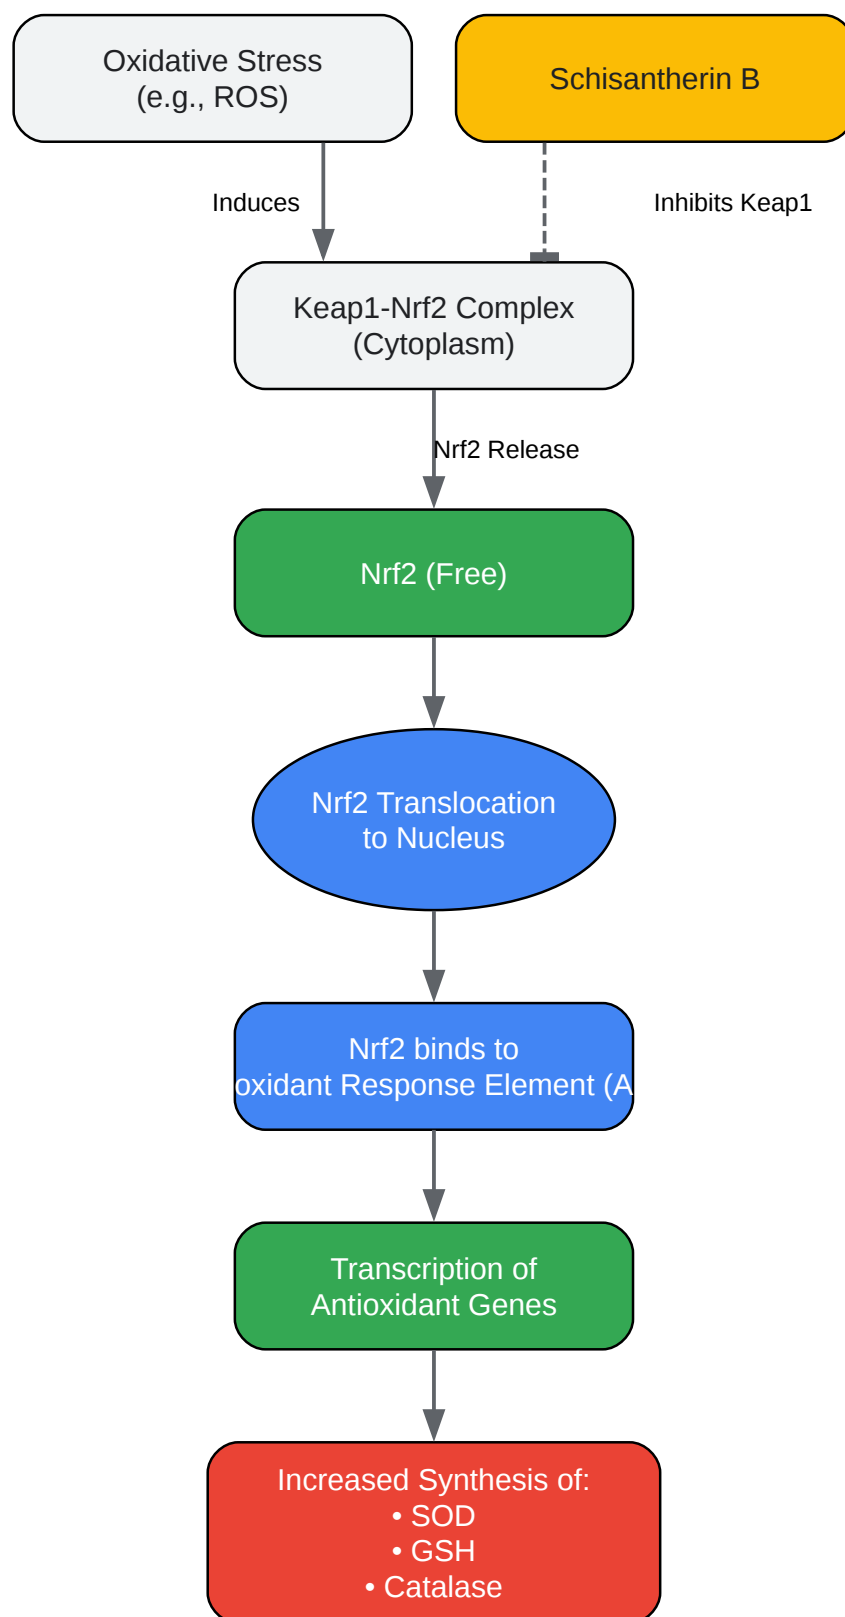 Oxidative Stress
(e.g., ROS)
Schisantherin B
Induces
Inhibits Keap1
Keap1-Nrf2 Complex
(Cytoplasm)
Nrf2 Release
Nrf2 (Free)
Nrf2 Translocation
to Nucleus
Nrf2 binds to
oxidant Response Element (A
Transcription of
Antioxidant Genes
Increased Synthesis of:
• SOD
• GSH
• Catalase